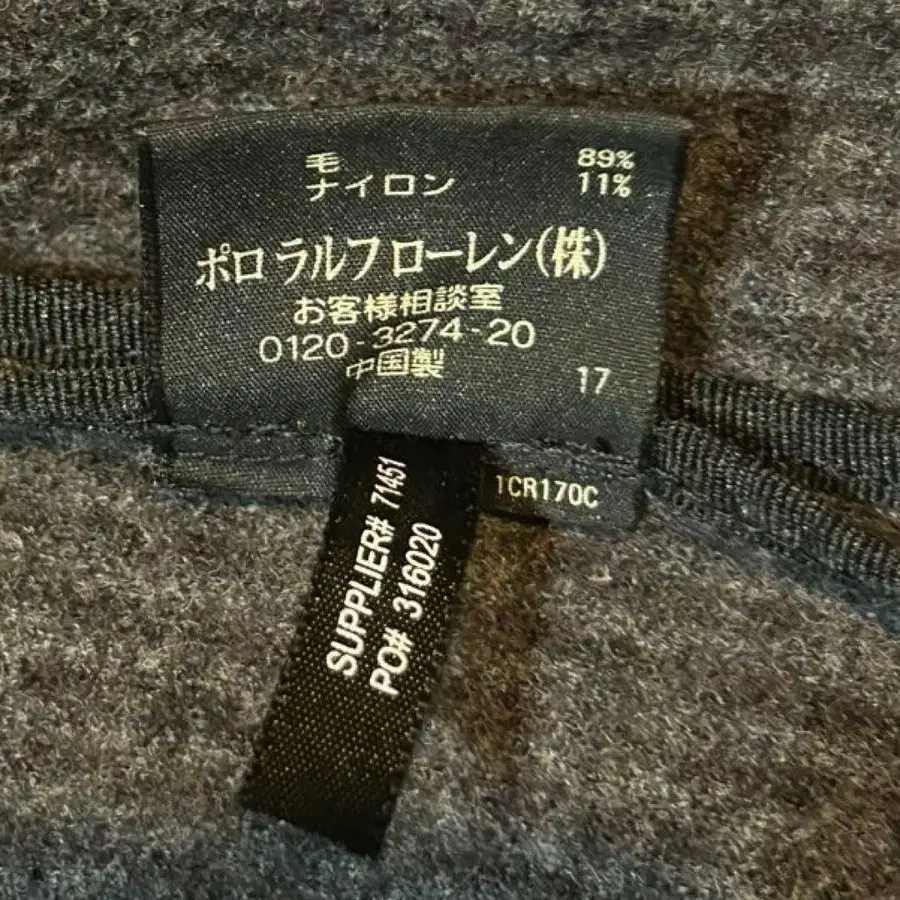 毛 89%
ナイロン 11%
ポロ ラルフ ローレン(株)
お客様相談室
0120-3274-20
中国製 17
1CR170C
SUPPLIER# 71451
PO# 316020